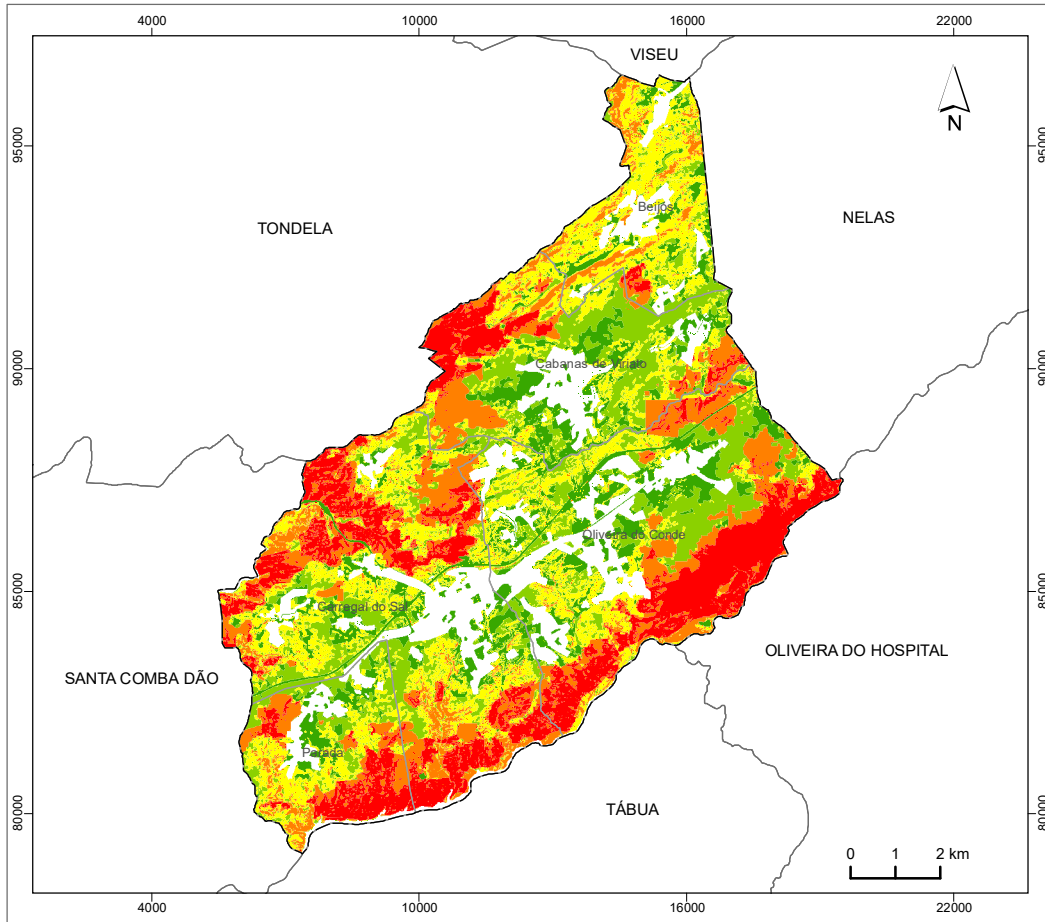 4000 10000 16000 22000
VISEU
N
95000 95000
Beijós
TONDELA
NELAS
90000 90000
Cabanas de Viriato
Oliveira do Conde
85000 85000
Carregal do Sal
OLIVEIRA DO HOSPITAL
SANTA COMBA DÃO
Parada
TÁBUA
80000 80000
0 1 2 km
4000 10000 16000 22000